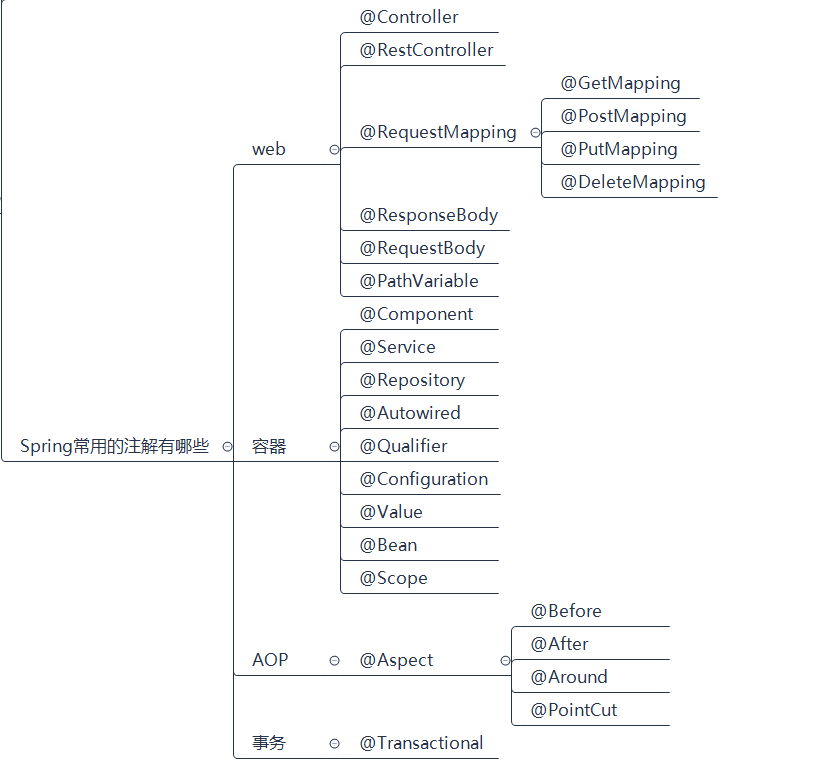 Spring常用的注解有哪些
web
@Controller
@RestController
@RequestMapping
@GetMapping
@PostMapping
@PutMapping
@DeleteMapping
@ResponseBody
@RequestBody
@PathVariable
容器
@Component
@Service
@Repository
@Autowired
@Qualifier
@Configuration
@Value
@Bean
@Scope
AOP
@Aspect
@Before
@After
@Around
@PointCut
事务
@Transactional